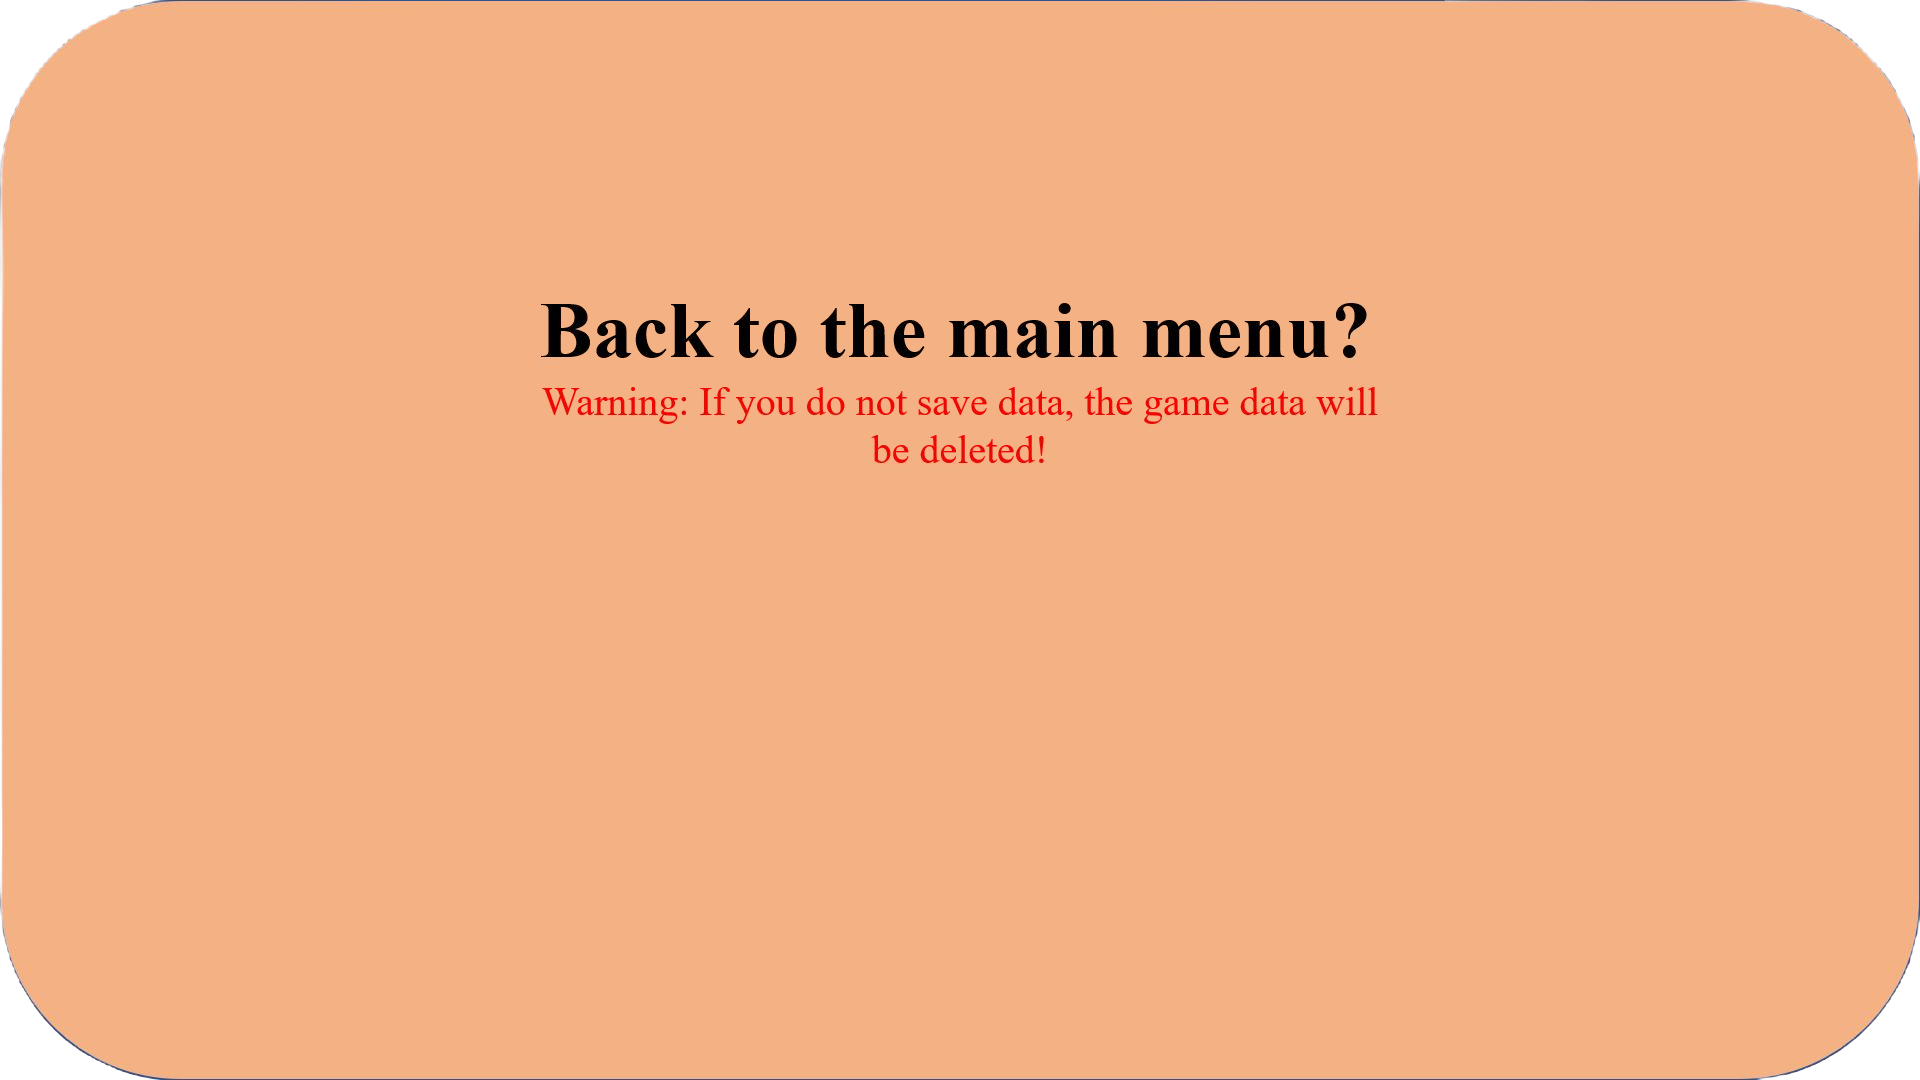 Back to the main menu?
Warning: If you do not save data, the game data will
be deleted!